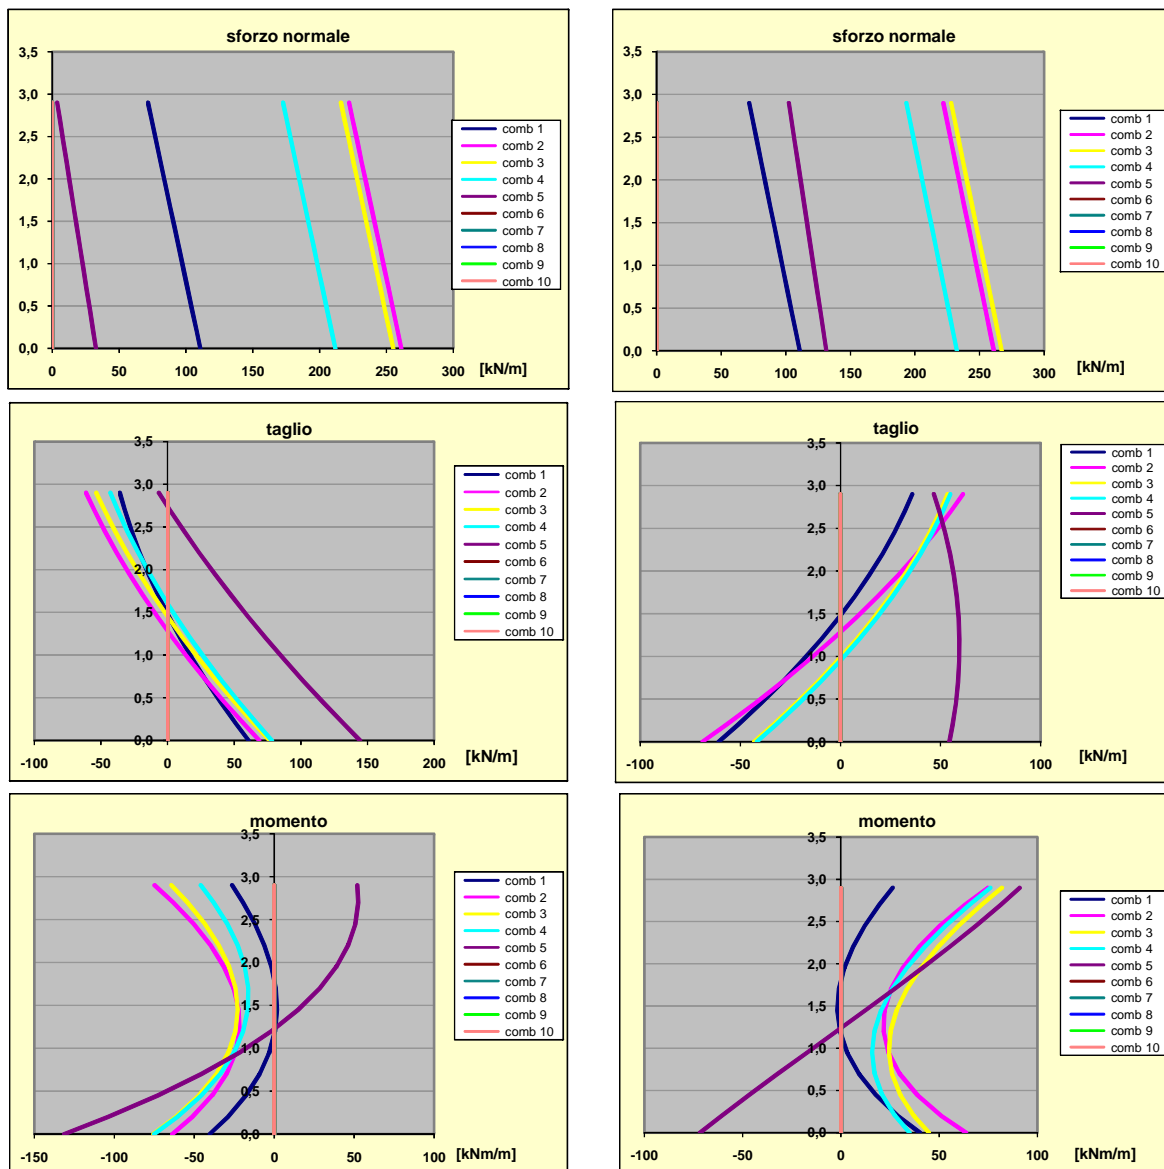 sforzo normale
3,5
3,0
2,5
2,0
1,5
1,0
0,5
0,0
0 50 100 150 200 250 300
[kN/m]
comb 1
comb 2
comb 3
comb 4
comb 5
comb 6
comb 7
comb 8
comb 9
comb 10
sforzo normale
3,5
3,0
2,5
2,0
1,5
1,0
0,5
0,0
0 50 100 150 200 250 300
[kN/m]
comb 1
comb 2
comb 3
comb 4
comb 5
comb 6
comb 7
comb 8
comb 9
comb 10
taglio
3,5
3,0
2,5
2,0
1,5
1,0
0,5
0,0
-100 -50 0 50 100 150 200
[kN/m]
comb 1
comb 2
comb 3
comb 4
comb 5
comb 6
comb 7
comb 8
comb 9
comb 10
taglio
3,5
3,0
2,5
2,0
1,5
1,0
0,5
0,0
-100 -50 0 50 100
[kN/m]
comb 1
comb 2
comb 3
comb 4
comb 5
comb 6
comb 7
comb 8
comb 9
comb 10
momento
3,5
3,0
2,5
2,0
1,5
1,0
0,5
0,0
-150 -100 -50 0 50 100
[kNm/m]
comb 1
comb 2
comb 3
comb 4
comb 5
comb 6
comb 7
comb 8
comb 9
comb 10
momento
3,5
3,0
2,5
2,0
1,5
1,0
0,5
0,0
-100 -50 0 50 100
[kNm/m]
comb 1
comb 2
comb 3
comb 4
comb 5
comb 6
comb 7
comb 8
comb 9
comb 10